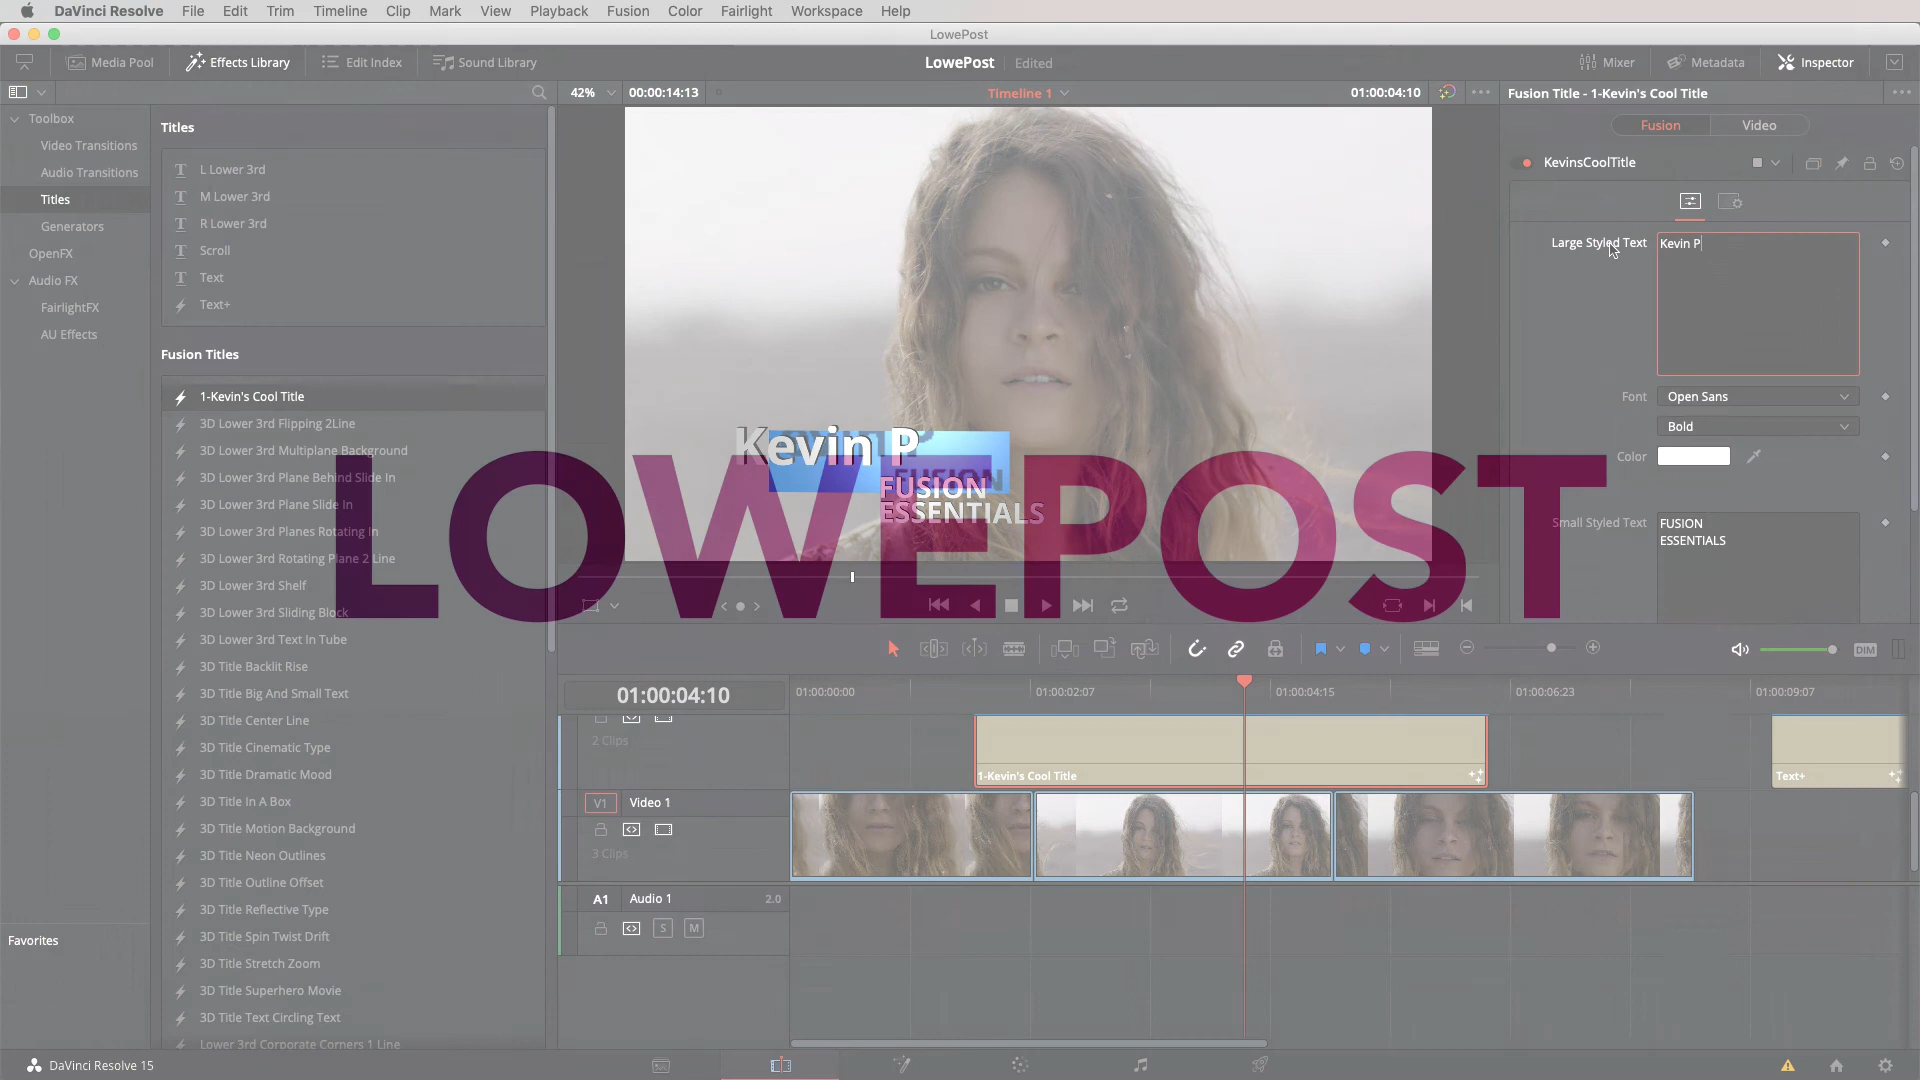 DaVinci Resolve File Edit Trim Timeline Clip Mark View Playback Fusion Color Fairlight Workspace Help
LowePost
Media Pool Effects Library Edit Index Sound Library LowePost Edited Mixer Metadata Inspector
42% 00:00:14:13 Timeline 1 01:00:04:10 Fusion Title - 1-Kevin's Cool Title
Toolbox
Video Transitions
Audio Transitions
Titles
Generators
OpenFX
Audio FX
FairlightFX
AU Effects
Favorites
Titles
L Lower 3rd
M Lower 3rd
R Lower 3rd
Scroll
Text
Text+
Fusion Titles
1-Kevin's Cool Title
3D Lower 3rd Flipping 2Line
3D Lower 3rd Multiplane Background
3D Lower 3rd Plane Behind Slide In
3D Lower 3rd Plane Slide In
3D Lower 3rd Planes Rotating In
3D Lower 3rd Rotating Plane 2 Line
3D Lower 3rd Shelf
3D Lower 3rd Sliding Block
3D Lower 3rd Text In Tube
3D Title Backlit Rise
3D Title Big And Small Text
3D Title Center Line
3D Title Cinematic Type
3D Title Dramatic Mood
3D Title In A Box
3D Title Motion Background
3D Title Neon Outlines
3D Title Outline Offset
3D Title Reflective Type
3D Title Spin Twist Drift
3D Title Stretch Zoom
3D Title Superhero Movie
3D Title Text Circling Text
Lower 3rd Corporate Corners 1 Line
Kevin P
FUSION
ESSENTIALS
LOWEPOST
Fusion Video
KevinsCoolTitle
Large Styled Text Kevin P
Font Open Sans
Bold
Color
Small Styled Text FUSION
ESSENTIALS
DIM
01:00:04:10 01:00:00:00 01:00:02:07 01:00:04:15 01:00:06:23 01:00:09:07
2 Clips
1-Kevin's Cool Title Text+
V1 Video 1
3 Clips
A1 Audio 1 2.0
S M
DaVinci Resolve 15